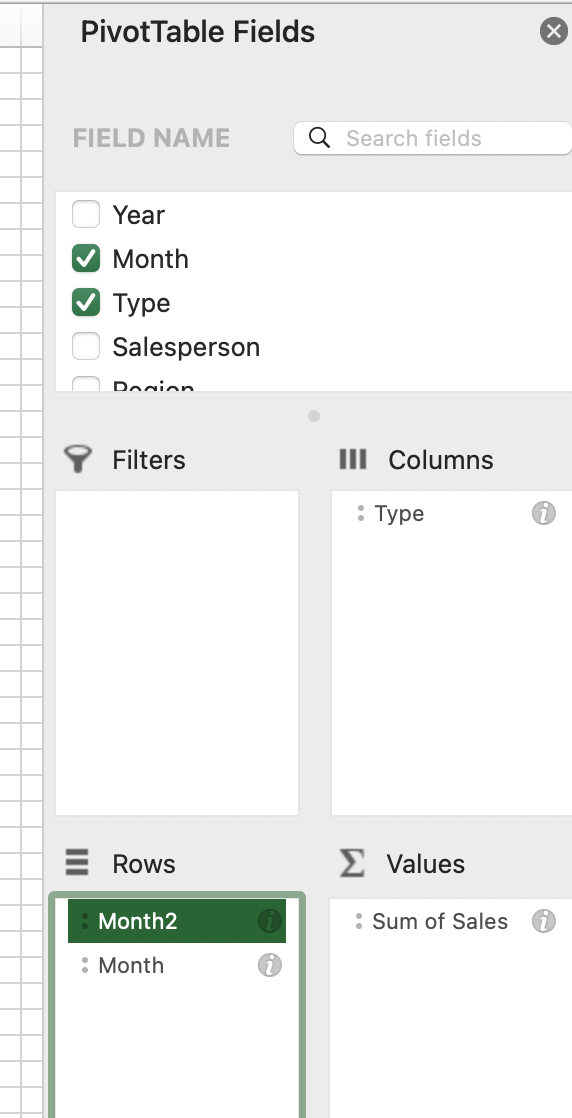 PivotTable Fields
FIELD NAME
Search fields
Year
Month
Type
Salesperson
Region
Filters
Columns
Type
Rows
Values
Month2
Sum of Sales
Month